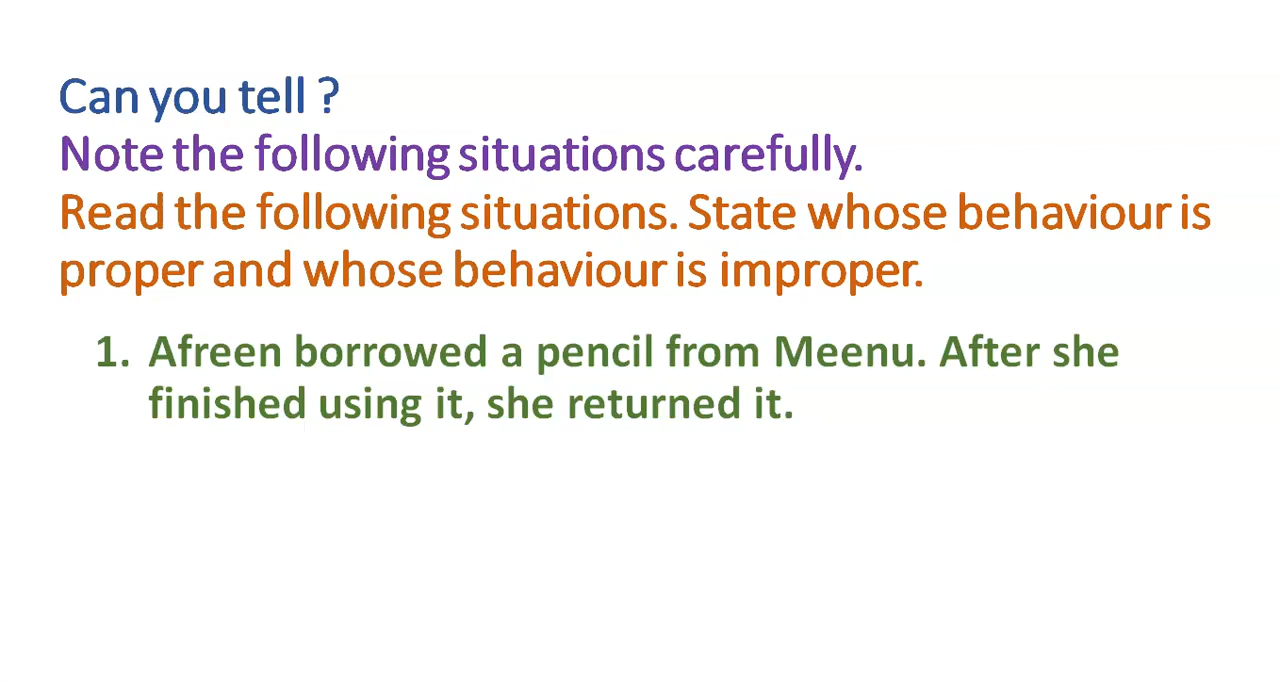 Can you tell ?
Note the following situations carefully.
Read the following situations. State whose behaviour is
proper and whose behaviour is improper.
1. Afreen borrowed a pencil from Meenu. After she
finished using it, she returned it.